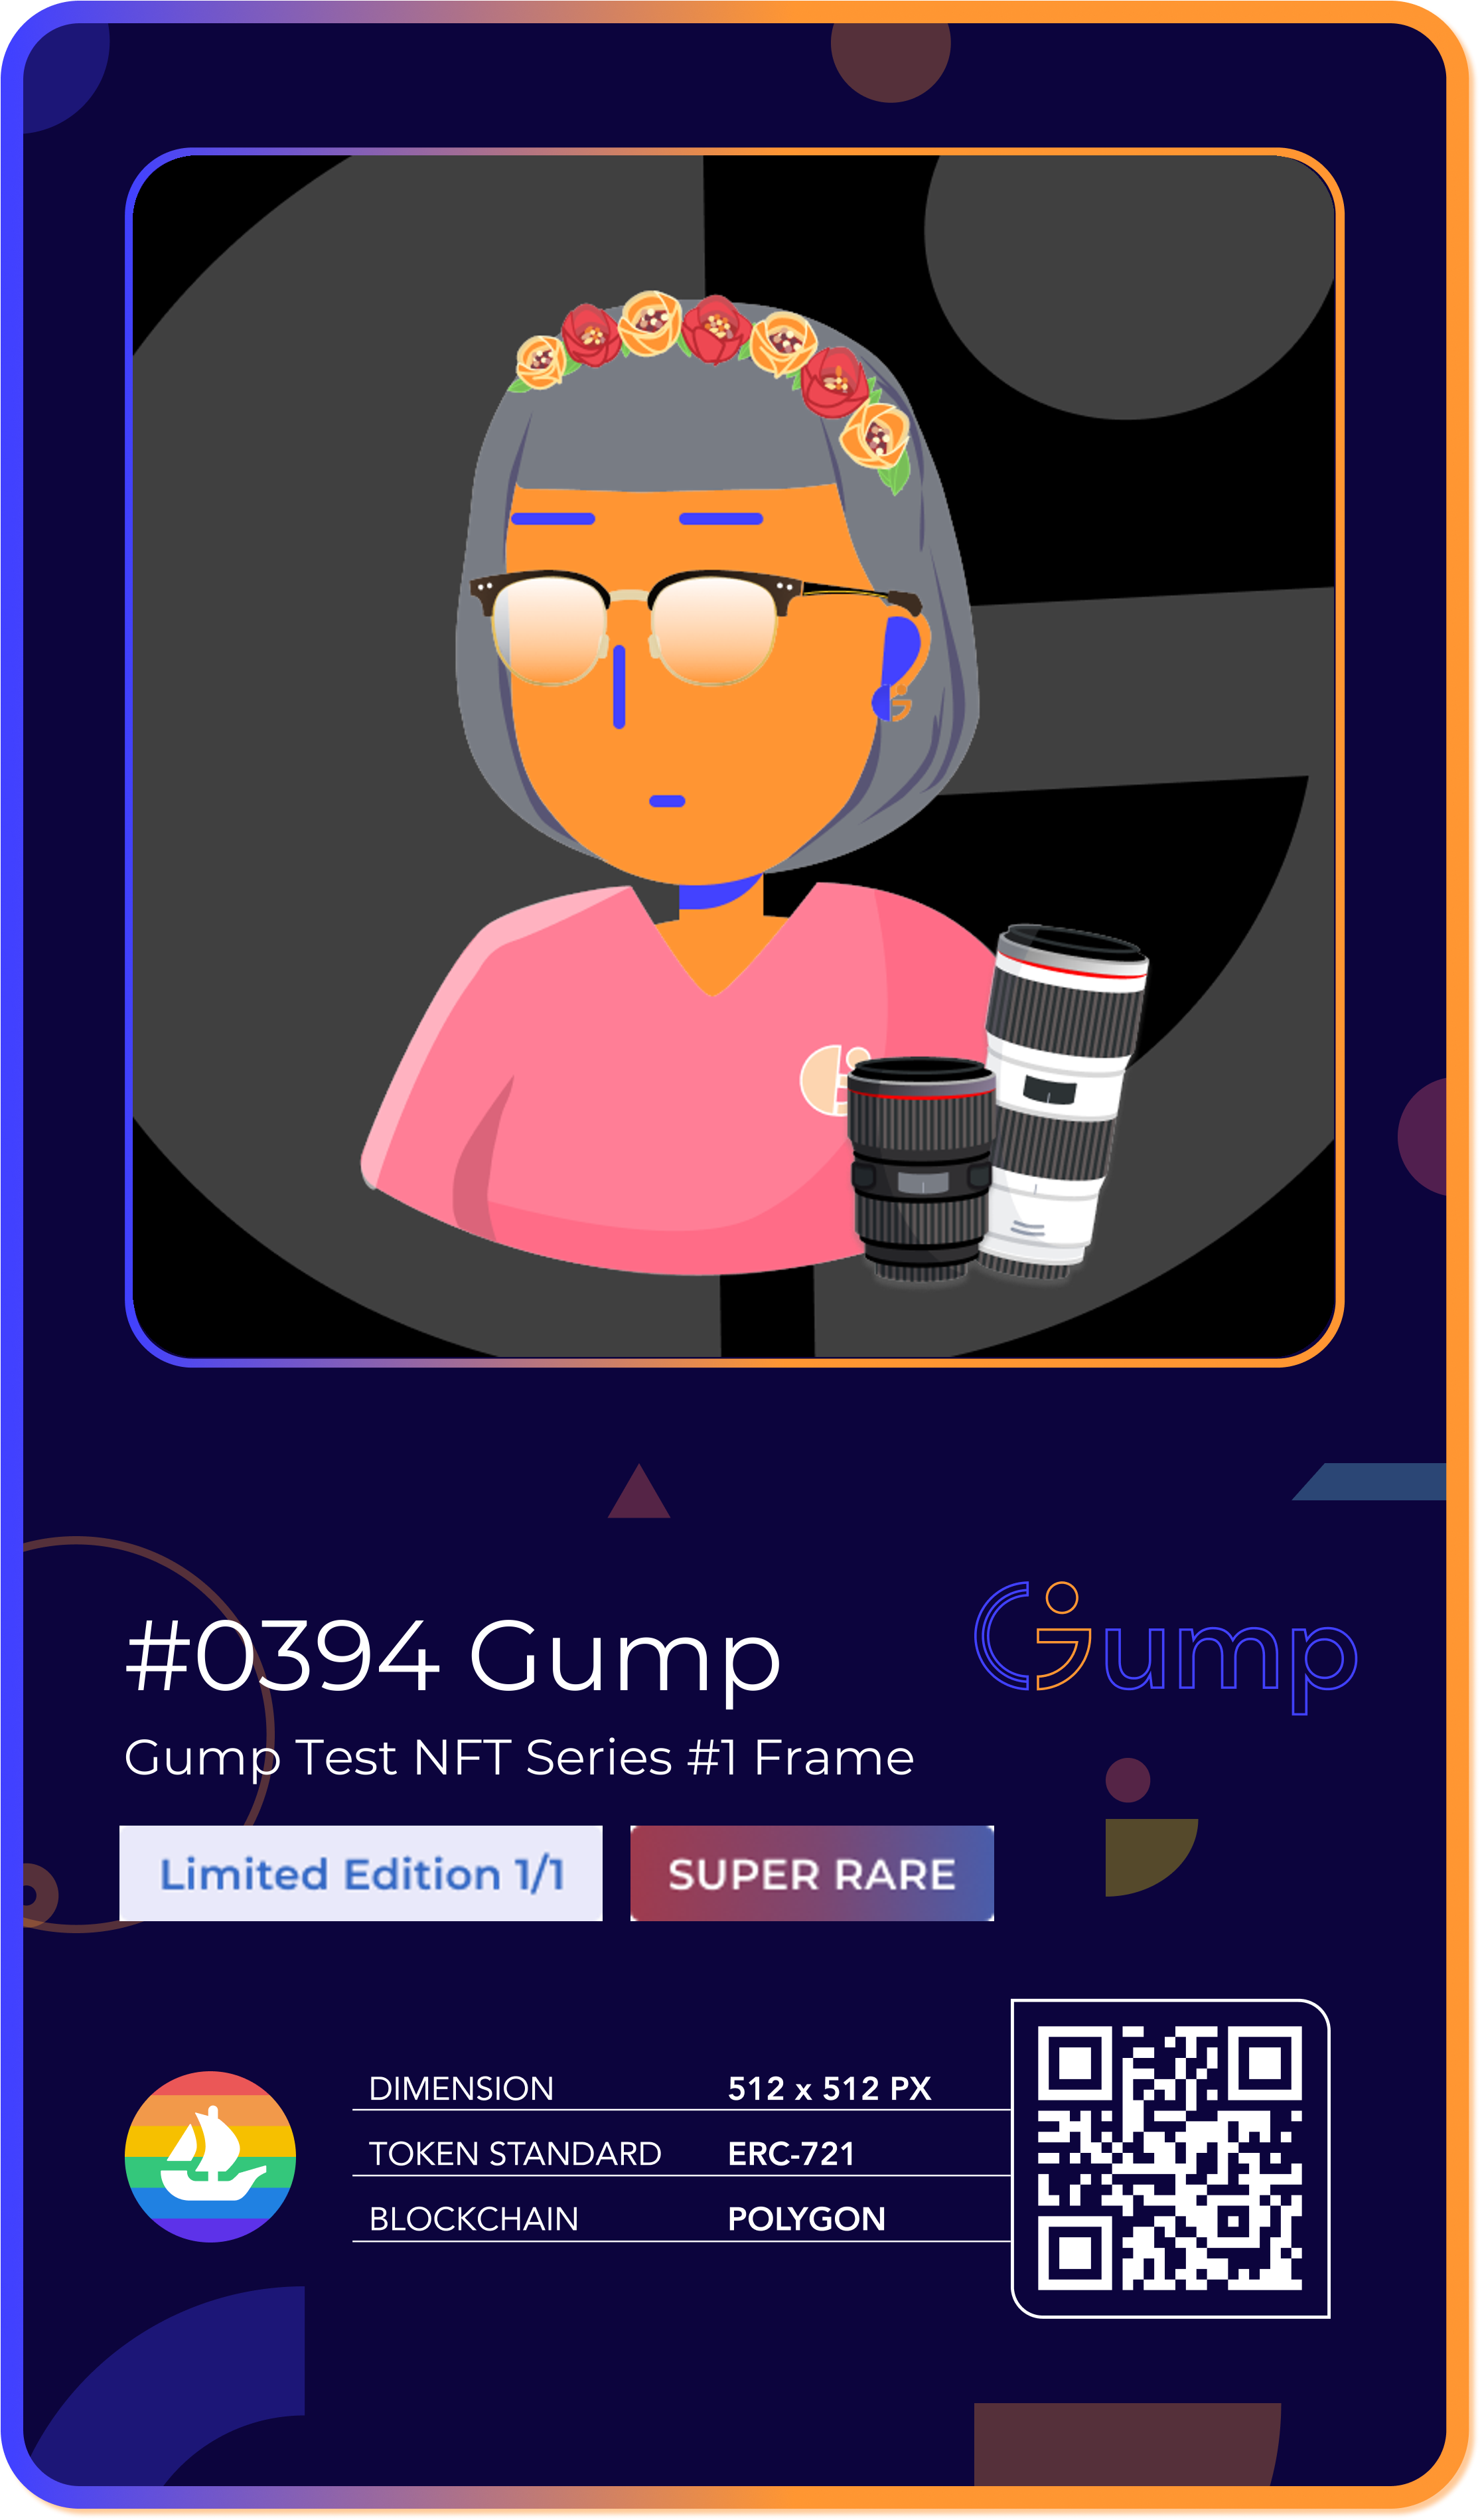 #0394 Gump
Gump
Gump Test NFT Series #1 Frame
Limited Edition 1/1
SUPER RARE
DIMENSION 512 x 512 PX
TOKEN STANDARD ERC-721
BLOCKCHAIN POLYGON